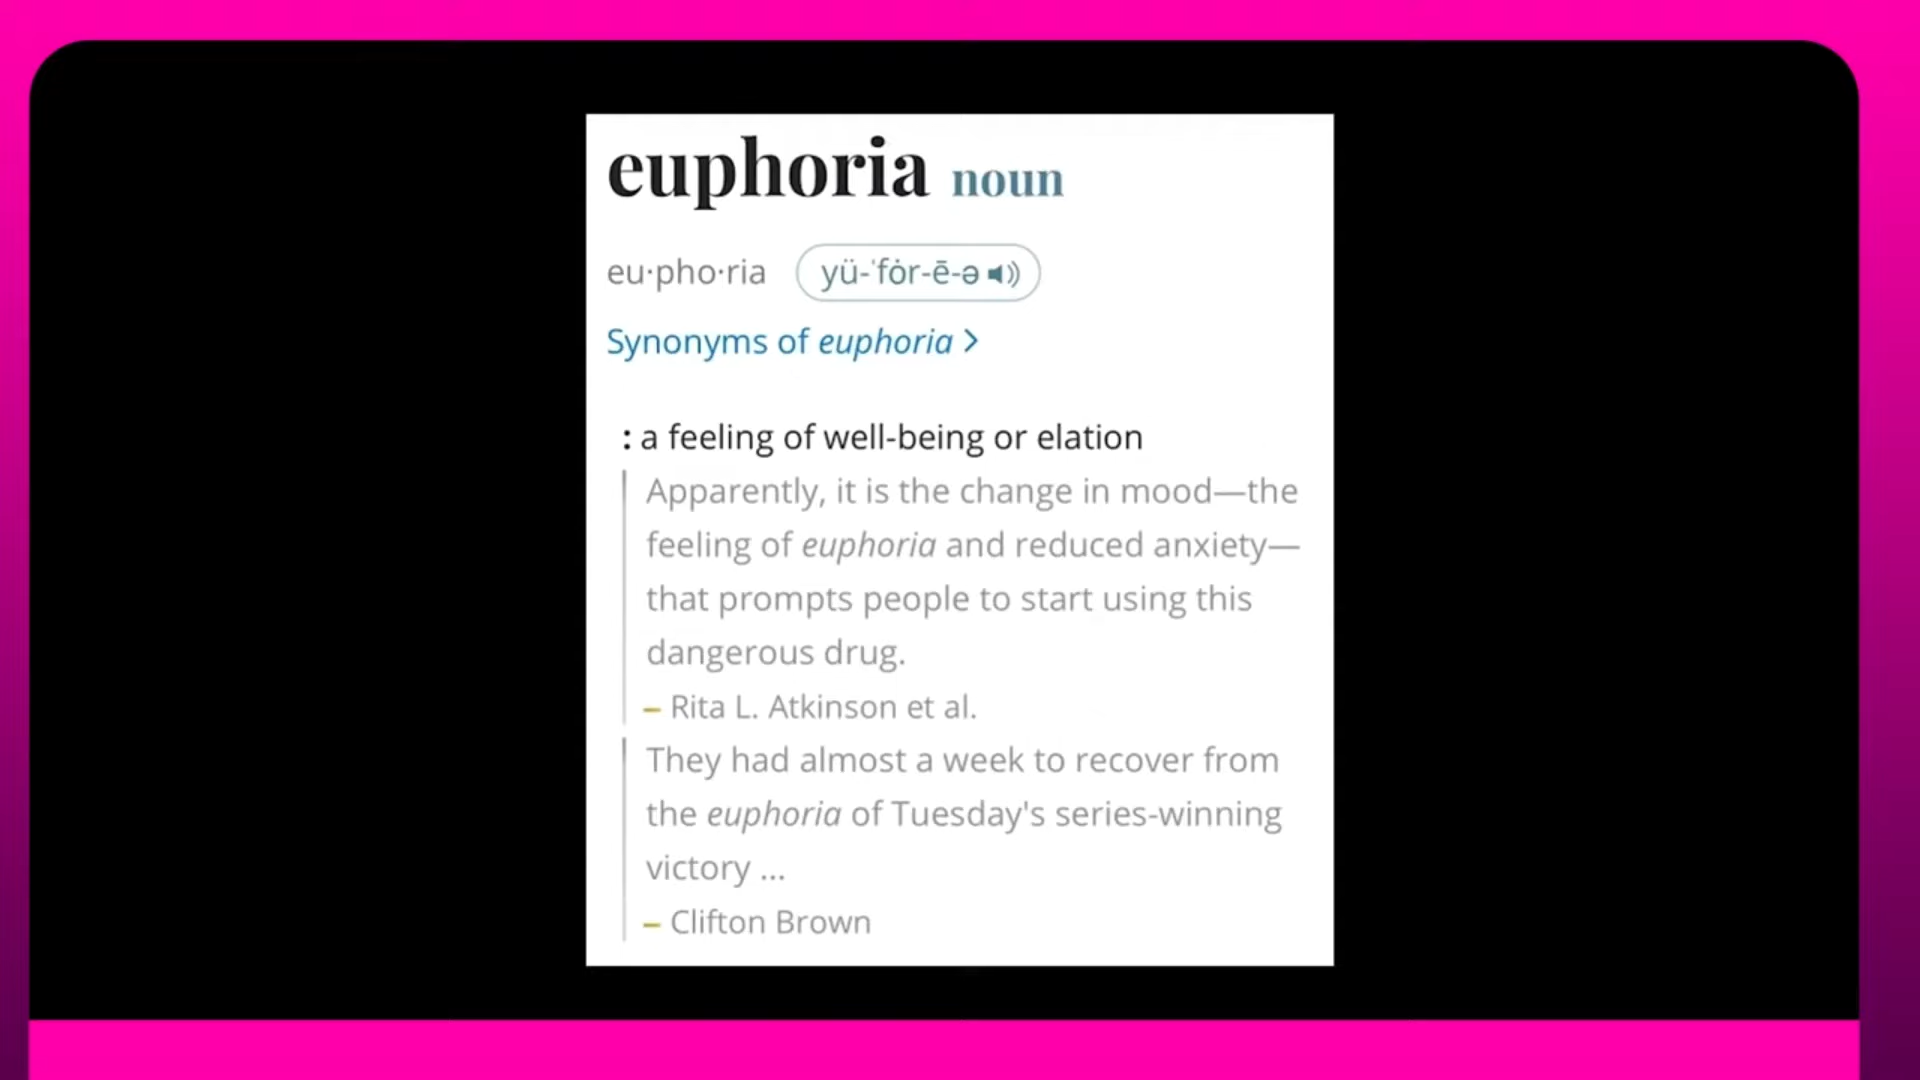 euphoria noun
eu·pho·ria yü-ˈfȯr-ē-ə
Synonyms of euphoria >
: a feeling of well-being or elation
Apparently, it is the change in mood—the
feeling of euphoria and reduced anxiety—
that prompts people to start using this
dangerous drug.
– Rita L. Atkinson et al.
They had almost a week to recover from
the euphoria of Tuesday's series-winning
victory ...
– Clifton Brown